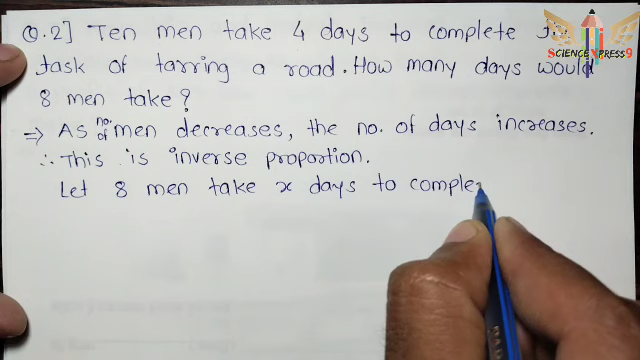 Q.2] Ten men take 4 days to complete the
task of tarring a road. How many days would
8 men take?
⇒ As no. of men decreases, the no. of days increases.
∴ This is inverse proportion.
Let 8 men take x days to comple
SCIENCE XPRESS9